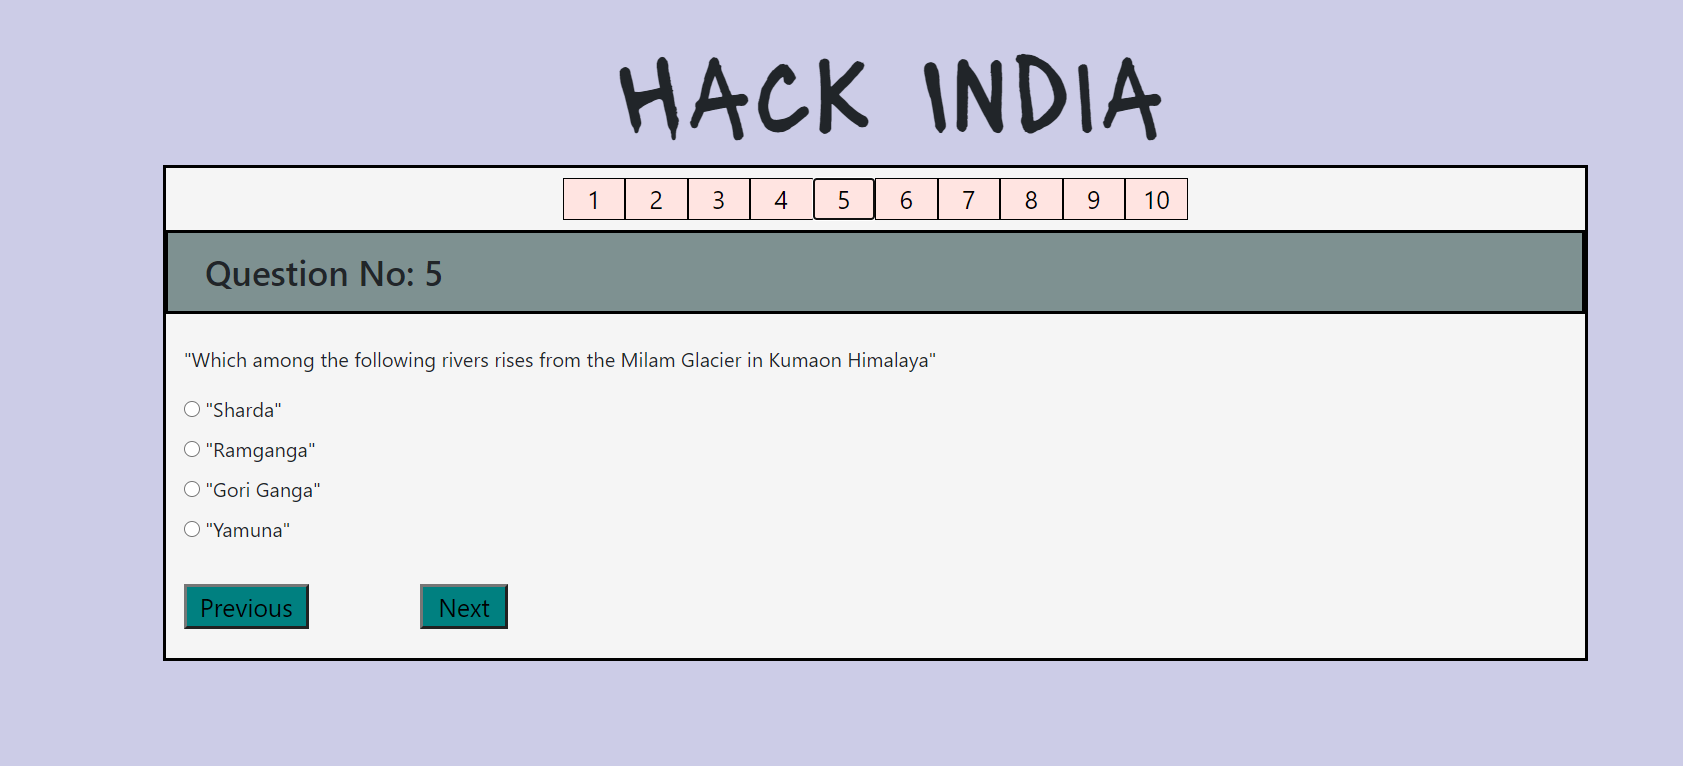 HACK INDIA
1 2 3 4 5 6 7 8 9 10
Question No: 5
"Which among the following rivers rises from the Milam Glacier in Kumaon Himalaya"
"Sharda"
"Ramganga"
"Gori Ganga"
"Yamuna"
Previous Next